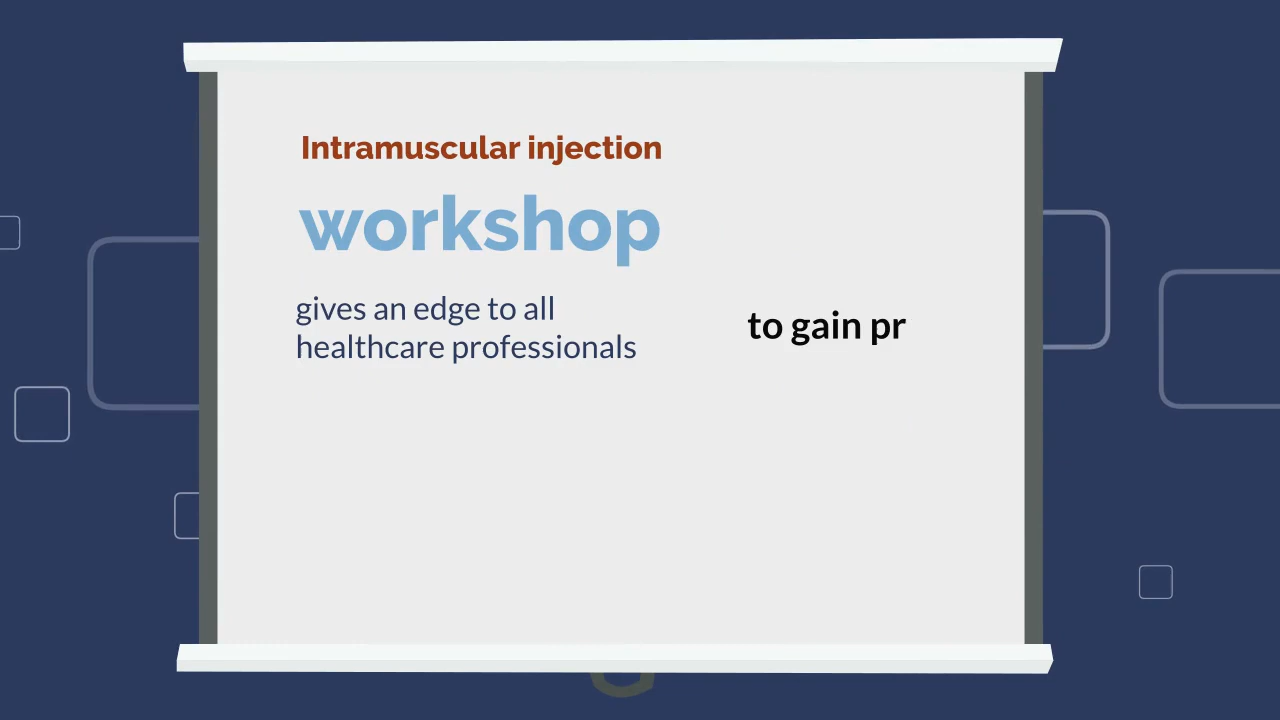 Intramuscular injection
workshop
gives an edge to all
healthcare professionals
to gain pr